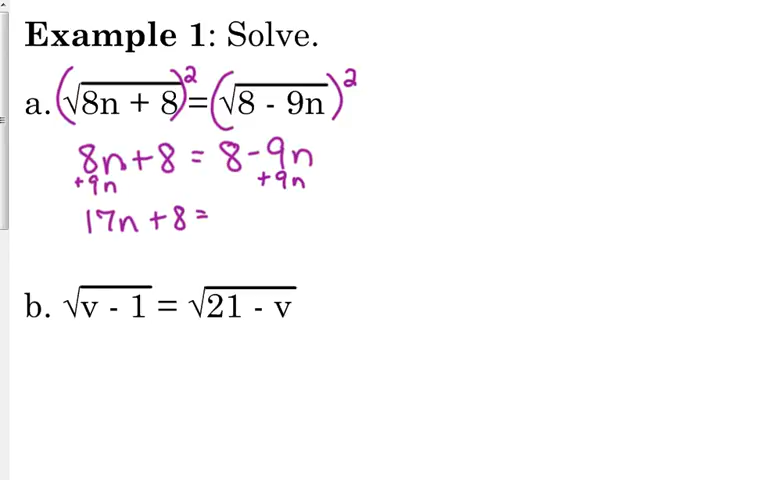 Example 1: Solve.
a. (√8n + 8)² = (√8 - 9n)²
8n + 8 = 8 - 9n
+9n +9n
17n + 8 =
b. √v - 1 = √21 - v